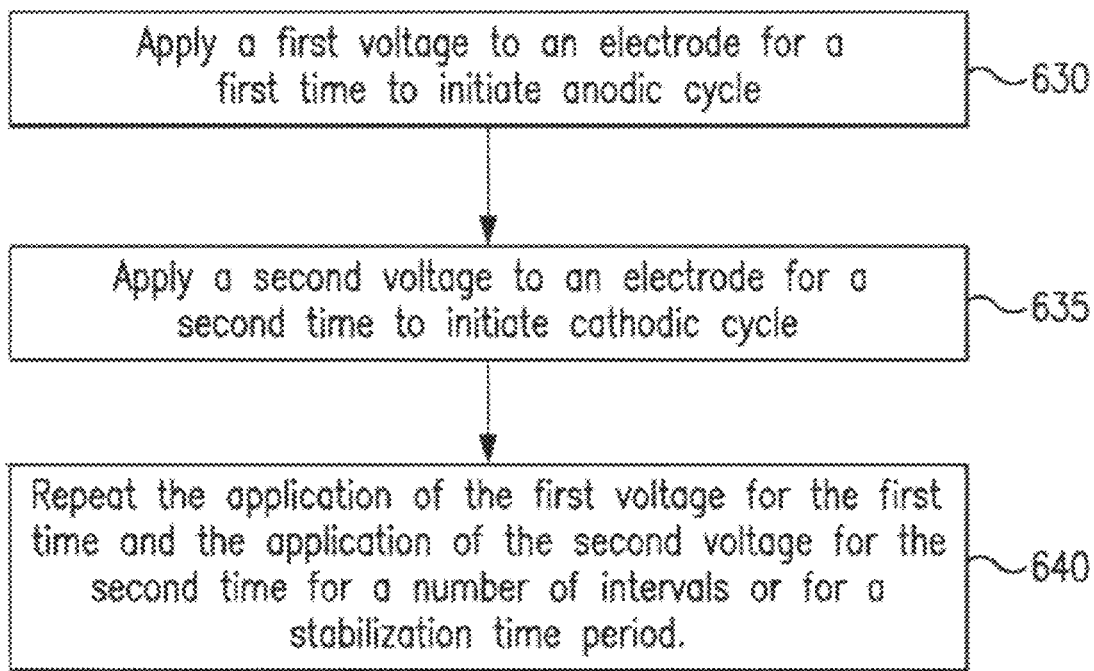 Apply a first voltage to an electrode for a
first time to initiate anodic cycle
630
Apply a second voltage to an electrode for a
second time to initiate cathodic cycle
635
Repeat the application of the first voltage for the first
time and the application of the second voltage for the
second time for a number of intervals or for a
stabilization time period.
640